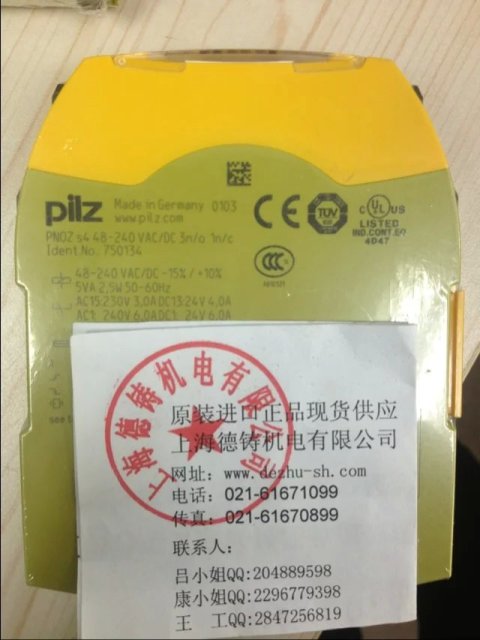 pilz
Made in Germany 0103
www.pilz.com
PNOZ s4 48-240 VAC/DC 3n/o 1n/c
Ident.No.: 750134
CE
TÜV
UL US
LISTED
IND.CONT.EQ
4D47
CCC
48-240 VAC/DC -15% / +10%
5VA 2,5W 50-60Hz
AC15:230V 3,0A DC13:24V 4,0A
AC1: 240V 6,0A DC1: 24V 6,0A
see
上海德铸机电有限公司
原装进口正品现货供应
上海德铸机电有限公司
网址：www.dezhu-sh.com
电话：021-61671099
传真：021-61670899
联系人：
吕小姐QQ:204889598
康小姐QQ:2296779398
王 工QQ:2847256819